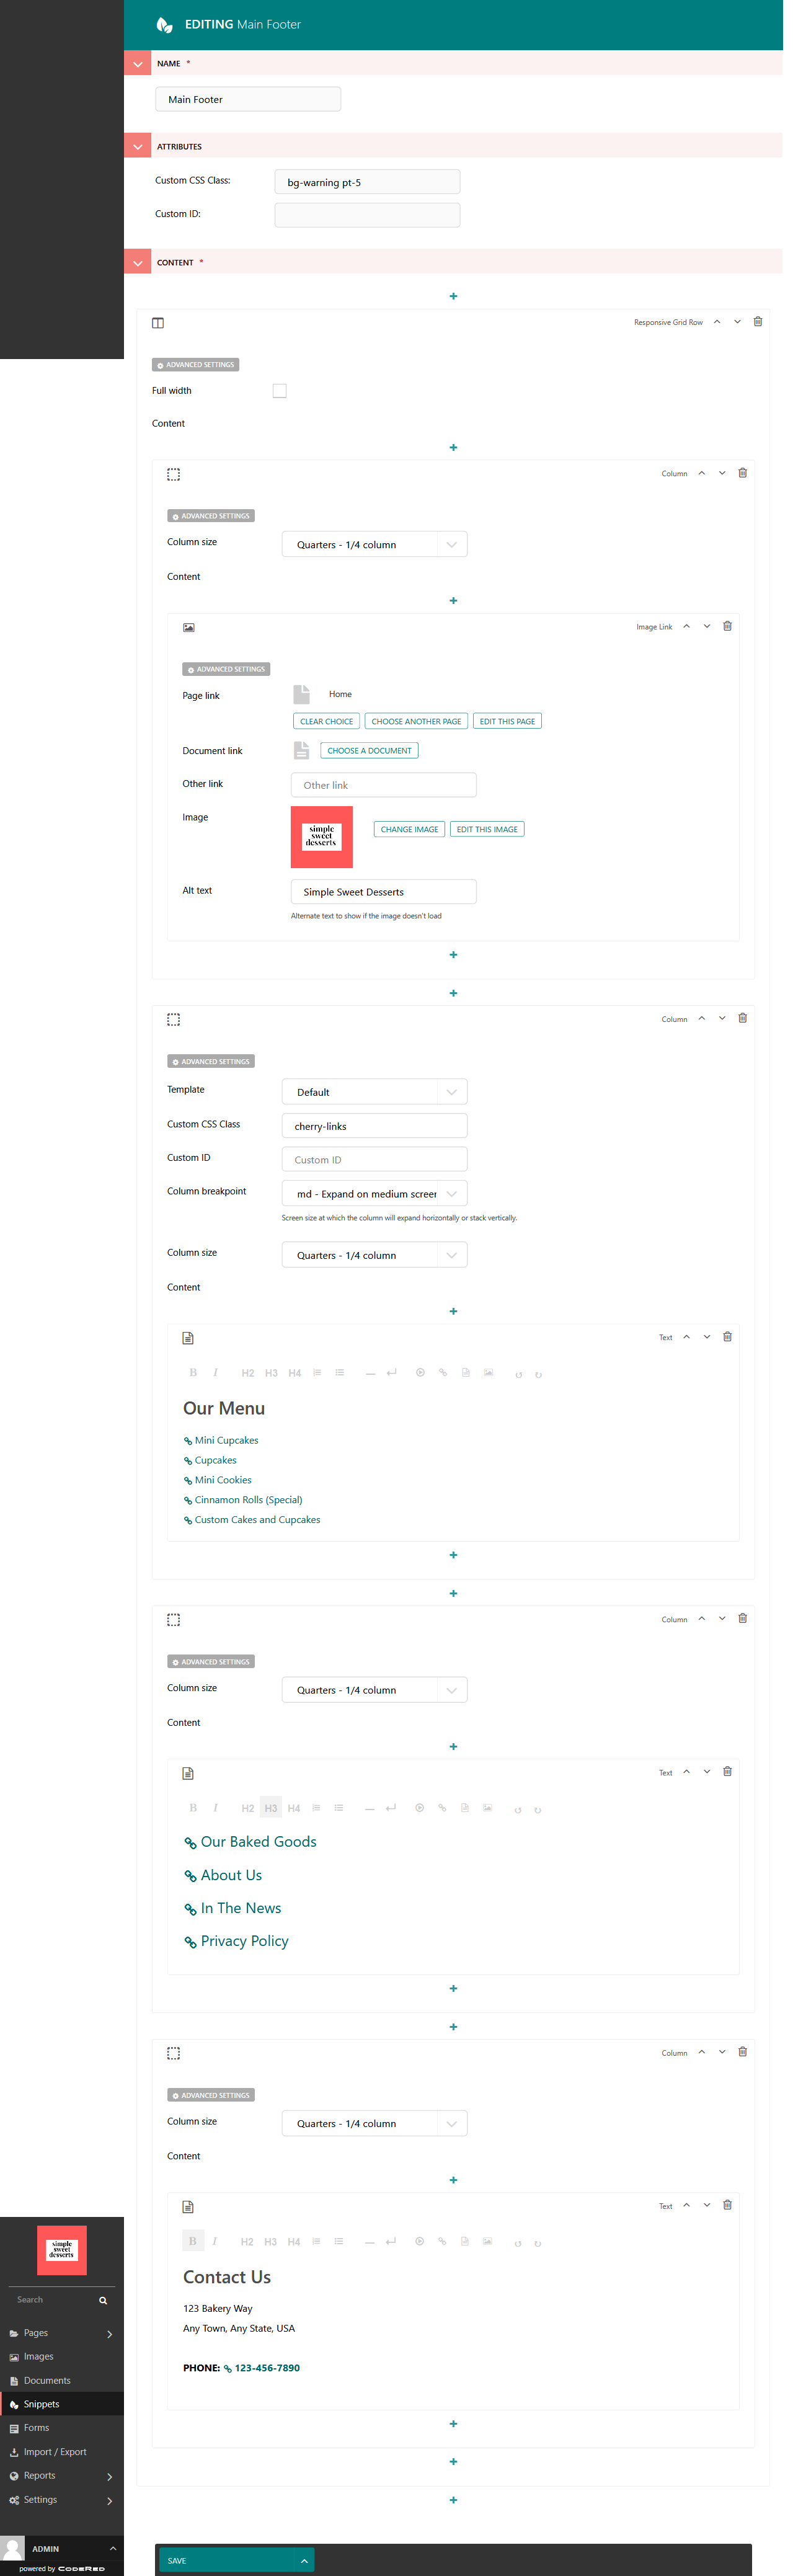 EDITING Main Footer
NAME *
Main Footer
ATTRIBUTES
Custom CSS Class:
bg-warning pt-5
Custom ID:
CONTENT *
Responsive Grid Row
ADVANCED SETTINGS
Full width
Content
Column
ADVANCED SETTINGS
Column size
Quarters - 1/4 column
Content
Image Link
ADVANCED SETTINGS
Page link
Home
CLEAR CHOICE
CHOOSE ANOTHER PAGE
EDIT THIS PAGE
Document link
CHOOSE A DOCUMENT
Other link
Other link
Image
simple
sweet
desserts
CHANGE IMAGE
EDIT THIS IMAGE
Alt text
Simple Sweet Desserts
Alternate text to show if the image doesn't load
Column
ADVANCED SETTINGS
Template
Default
Custom CSS Class
cherry-links
Custom ID
Custom ID
Column breakpoint
md - Expand on medium screen
Screen size at which the column will expand horizontally or stack vertically.
Column size
Quarters - 1/4 column
Content
Text
B I H2 H3 H4
Our Menu
Mini Cupcakes
Cupcakes
Mini Cookies
Cinnamon Rolls (Special)
Custom Cakes and Cupcakes
Column
ADVANCED SETTINGS
Column size
Quarters - 1/4 column
Content
Text
B I H2 H3 H4
Our Baked Goods
About Us
In The News
Privacy Policy
Column
ADVANCED SETTINGS
Column size
Quarters - 1/4 column
Content
Text
B I H2 H3 H4
Contact Us
123 Bakery Way
Any Town, Any State, USA
PHONE: 123-456-7890
simple
sweet
desserts
Search
Pages
Images
Documents
Snippets
Forms
Import / Export
Reports
Settings
ADMIN
powered by CODERED
SAVE